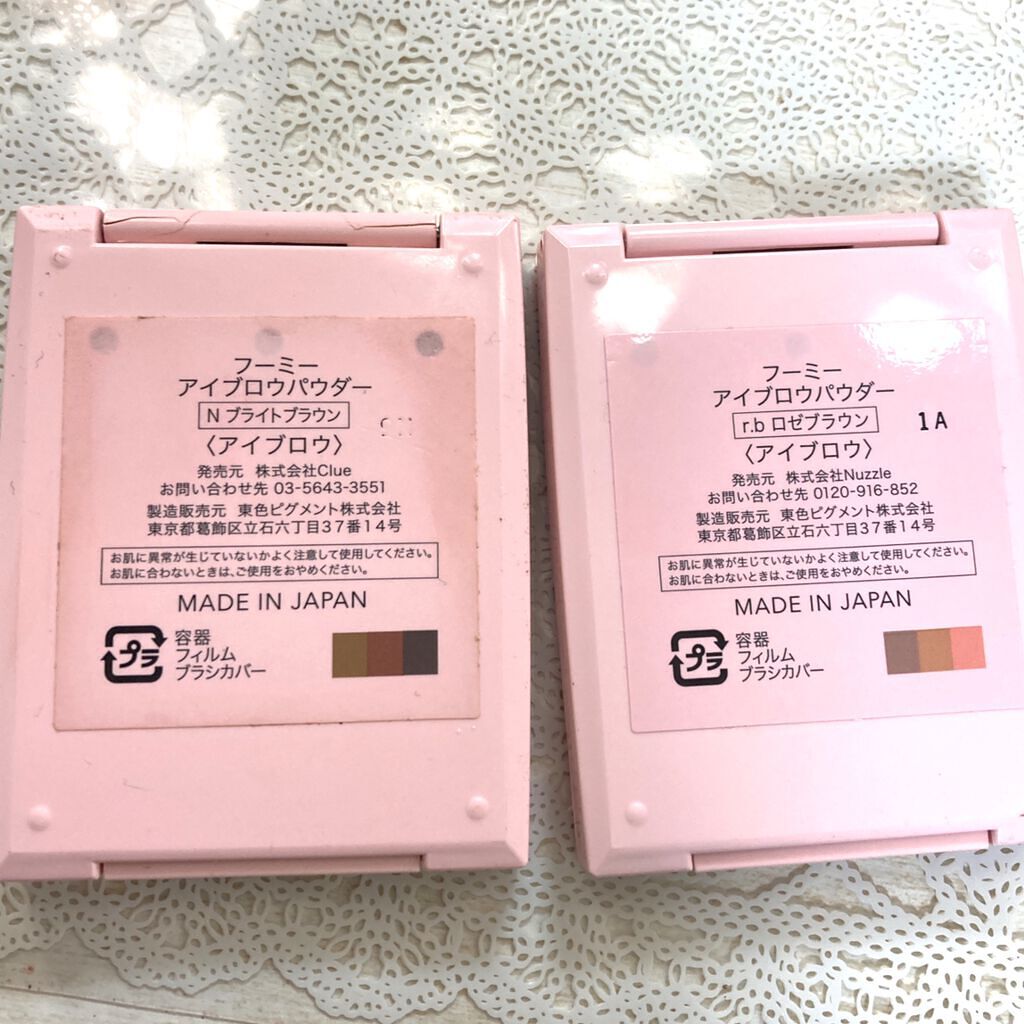 フーミー
アイブロウパウダー
N ブライトブラウン
〈アイブロウ〉
発売元 株式会社Clue
お問い合わせ先 03-5643-3551
製造販売元 東色ピグメント株式会社
東京都葛飾区立石六丁目37番14号
お肌に異常が生じていないかよく注意して使用してください。
お肌に合わないときは、ご使用をおやめください。
MADE IN JAPAN
プラ
容器
フィルム
ブラシカバー
フーミー
アイブロウパウダー
r.b ロゼブラウン
1A
〈アイブロウ〉
発売元 株式会社Nuzzle
お問い合わせ先 0120-916-852
製造販売元 東色ピグメント株式会社
東京都葛飾区立石六丁目37番14号
お肌に異常が生じていないかよく注意して使用してください。
お肌に合わないときは、ご使用をおやめください。
MADE IN JAPAN
プラ
容器
フィルム
ブラシカバー